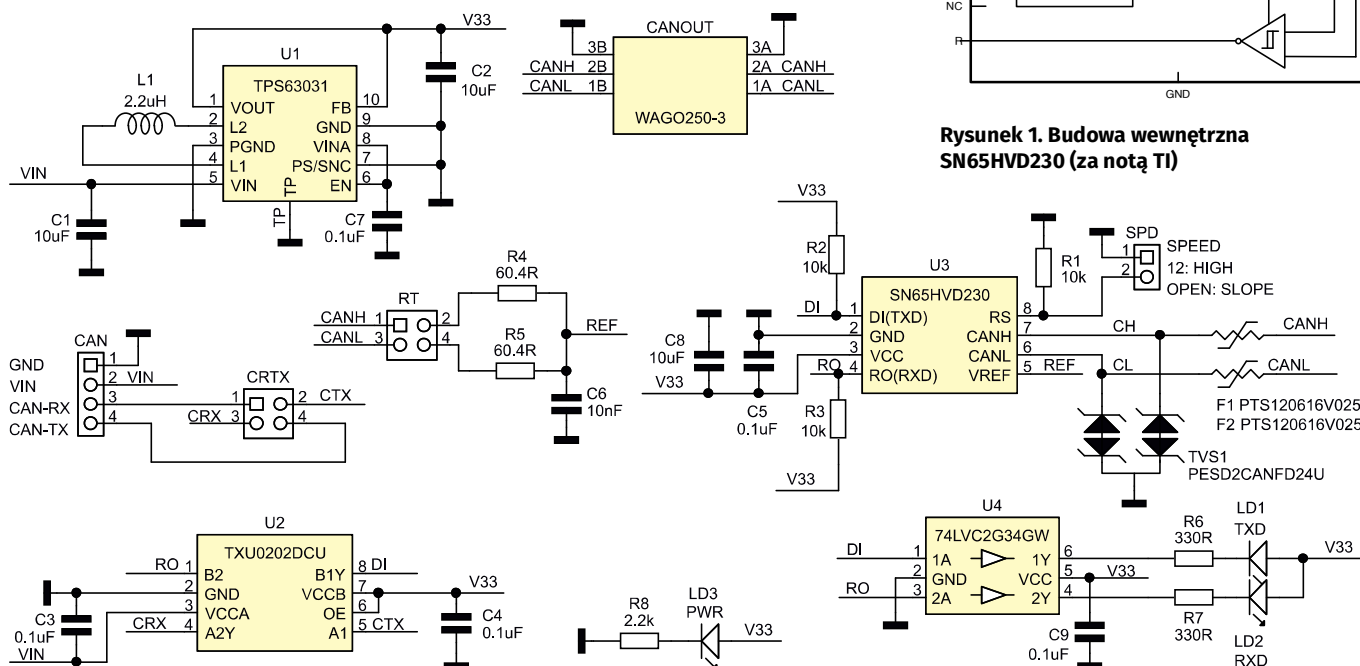 V33
U1
TPS63031
L1
2.2uH
1 VOUT
2 L2
3 PGND
4 L1
5 VIN
FB 10
GND 9
VINA 8
PS/SNC 7
EN 6
TP
TP
VIN
C1
10uF
C2
10uF
C7
0.1uF
CANOUT
3B
CANH 2B
CANL 1B
3A
2A CANH
1A CANL
WAGO250-3
NC
R
GND
Rysunek 1. Budowa wewnętrzna
SN65HVD230 (za notą TI)
CAN
GND 1
VIN 2 VIN
CAN-RX 3
CAN-TX 4
CRTX
1 2 CTX
CRX 3 4
RT
CANH 1 2
CANL 3 4
R4
60.4R
R5
60.4R
REF
C6
10nF
V33
R2
10k
U3
SN65HVD230
DI 1 DI(TXD)
2 GND
3 VCC
RO 4 RO(RXD)
RS 8
CANH 7
CANL 6
VREF 5 REF
C8
10uF
V33
C5
0.1uF
R3
10k
V33
R1
10k
SPD
1
2
SPEED
12: HIGH
OPEN: SLOPE
CH
CANH
CL
CANL
F1 PTS120616V025
F2 PTS120616V025
TVS1
PESD2CANFD24U
U2
TXU0202DCU
RO 1 B2
2 GND
3 VCCA
CRX 4 A2Y
B1Y 8 DI
VCCB 7 V33
OE 6
A1 5 CTX
C3
0.1uF
VIN
C4
0.1uF
R8
2.2k
LD3
PWR
V33
U4
74LVC2G34GW
DI 1 1A
2 GND
RO 3 2A
1Y 6
VCC 5 V33
2Y 4
C9
0.1uF
R6
330R
R7
330R
LD1
TXD
V33
LD2
RXD